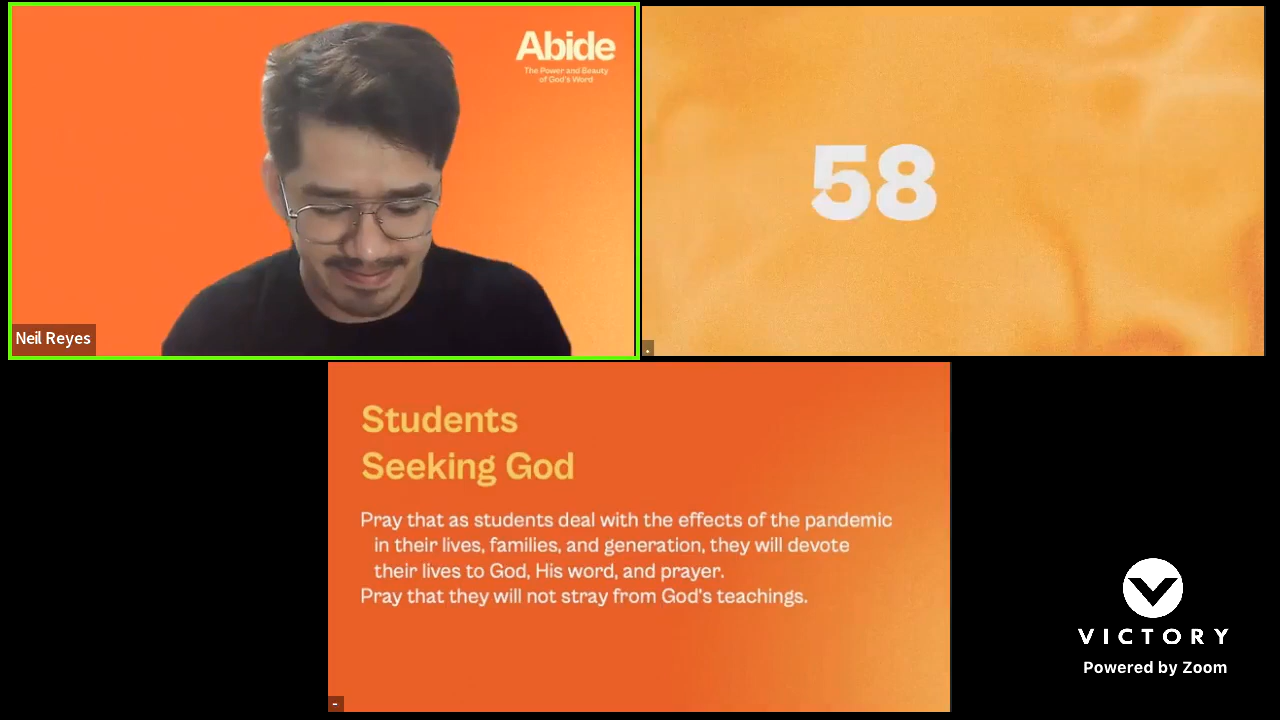 Abide
The Power and Beauty
of God's Word
Neil Reyes
58
.
Students
Seeking God
Pray that as students deal with the effects of the pandemic
in their lives, families, and generation, they will devote
their lives to God, His word, and prayer.
Pray that they will not stray from God's teachings.
-
VICTORY
Powered by Zoom